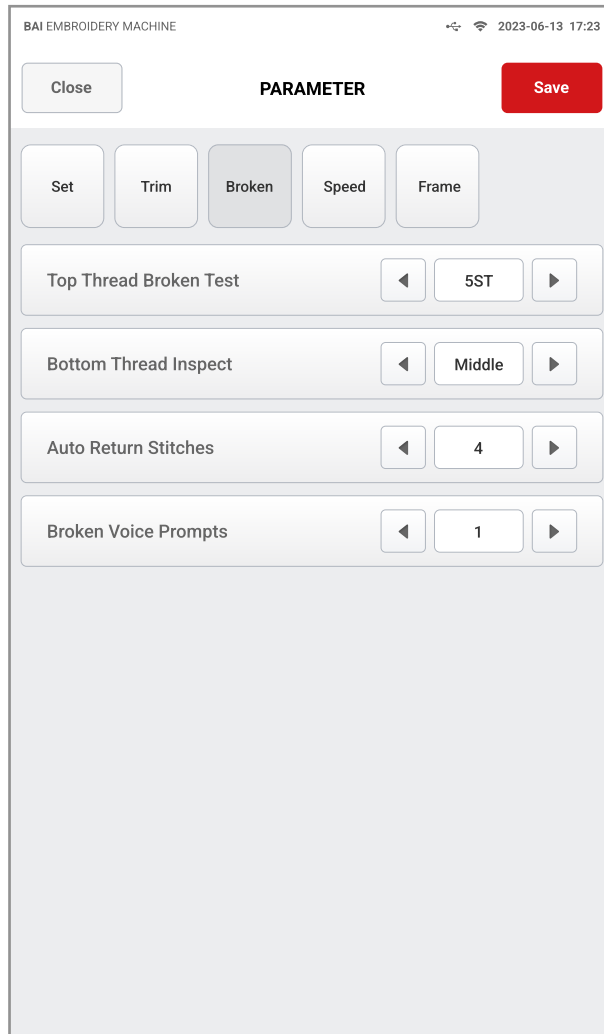 BAI EMBROIDERY MACHINE 2023-06-13 17:23
Close PARAMETER Save
Set Trim Broken Speed Frame
Top Thread Broken Test 5ST
Bottom Thread Inspect Middle
Auto Return Stitches 4
Broken Voice Prompts 1